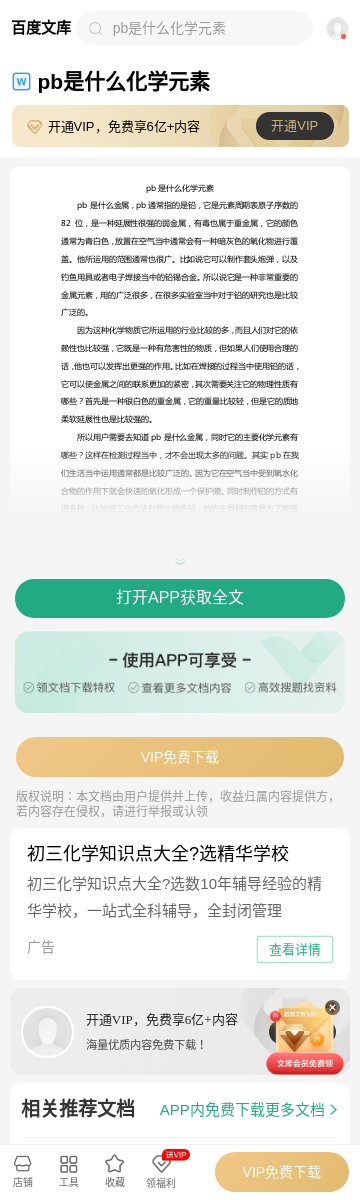 百度文库
pb是什么化学元素
pb是什么化学元素
开通VIP，免费享6亿+内容
开通VIP
pb 是什么化学元素
pb 是什么金属，pb 通常指的是铅，它是元素周期表原子序数的
82 位，是一种延展性很强的弱金属，有毒也属于重金属，它的颜色
通常为青白色，放置在空气当中通常会有一种暗灰色的氧化物进行覆
盖。他所运用的范围通常也很广。比如说它可以制作套头炮弹，以及
钓鱼用具或者电子焊接当中的铅锡合金。所以说它是一种非常重要的
金属元素，用的广泛很多，在很多实验室当中对于铅的研究也是比较
广泛的。
因为这种化学物质它所运用的行业比较的多，而且人们对它的依
赖性也比较强，它既是一种有危害性的物质，但如果人们使用合理的
话，他也可以发挥出更强的作用。比如在焊接的过程当中使用铅的话，
它可以使金属之间的联系更加的紧密，其次需要关注它的物理性质有
哪些？首先是一种银白色的重金属，它的重量比较轻，但是它的质地
柔软延展性也是比较强的。
所以用户需要去知道 pb 是什么金属，同时它的主要化学元素有
哪些？这样在检测过程当中，才不会出现太多的问题。其实 pb 在我
们生活当中运用通常都是比较广泛的。因为它在空气当中受到氧水化
合物的作用下就会快速的氧化形成一个保护膜。同时制作铅的方式有
打开APP获取全文
- 使用APP可享受 -
领文档下载特权
查看更多文档内容
高效搜题找资料
VIP免费下载
版权说明：本文档由用户提供并上传，收益归属内容提供方，
若内容存在侵权，请进行举报或认领
初三化学知识点大全?选精华学校
初三化学知识点大全?选数10年辅导经验的精
华学校，一站式全科辅导，全封闭管理
广告
查看详情
开通VIP，免费享6亿+内容
海量优质内容免费下载！
文库会员免费领
相关推荐文档
APP内免费下载更多文档
送VIP
店铺
工具
收藏
领福利
VIP免费下载